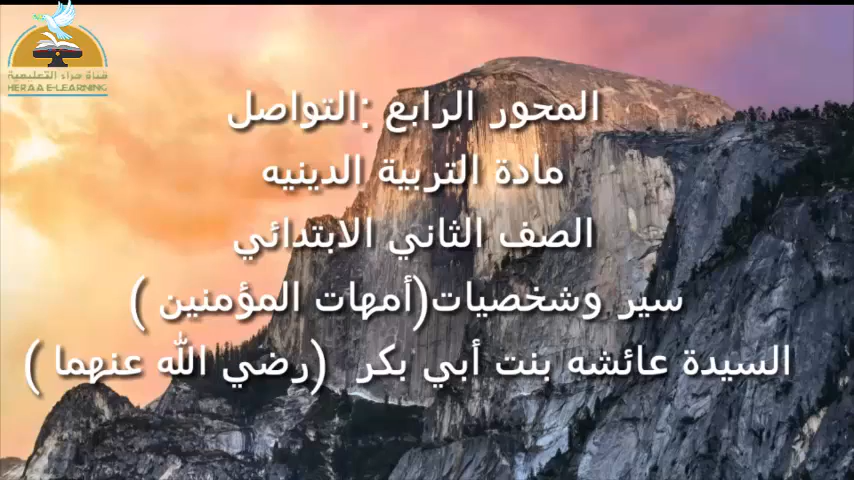 قناة حراء التعليمية
HERAA E-LEARNING
المحور الرابع :التواصل
مادة التربية الدينيه
الصف الثاني الابتدائي
سير وشخصيات(أمهات المؤمنين )
السيدة عائشه بنت أبي بكر (رضي الله عنهما )